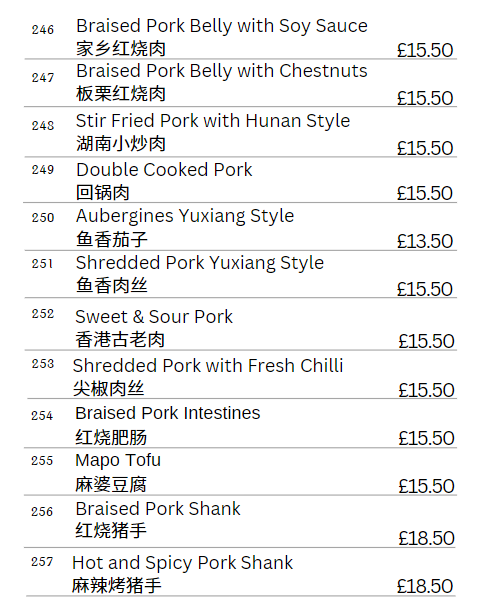 246 Braised Pork Belly with Soy Sauce
家乡红烧肉 £15.50
247 Braised Pork Belly with Chestnuts
板栗红烧肉 £15.50
248 Stir Fried Pork with Hunan Style
湖南小炒肉 £15.50
249 Double Cooked Pork
回锅肉 £15.50
250 Aubergines Yuxiang Style
鱼香茄子 £13.50
251 Shredded Pork Yuxiang Style
鱼香肉丝 £15.50
252 Sweet & Sour Pork
香港古老肉 £15.50
253 Shredded Pork with Fresh Chilli
尖椒肉丝 £15.50
254 Braised Pork Intestines
红烧肥肠 £15.50
255 Mapo Tofu
麻婆豆腐 £15.50
256 Braised Pork Shank
红烧猪手 £18.50
257 Hot and Spicy Pork Shank
麻辣烤猪手 £18.50